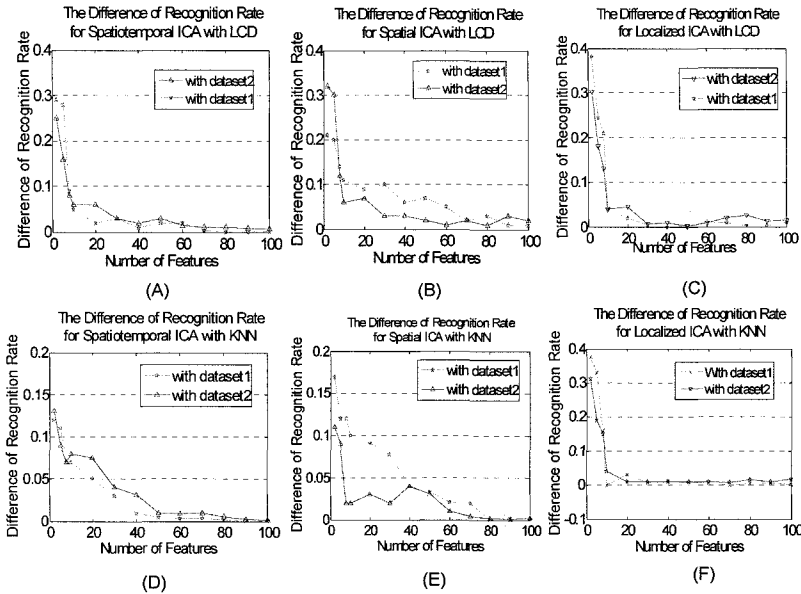 The Difference of Recognition Rate
for Spatiotemporal ICA with LCD
Difference of Recognition Rate
0.4
0.3
0.2
0.1
0
with dataset2
with dataset1
0 20 40 60 80 100
Number of Features
(A)
The Difference of Recognition Rate
for Spatial ICA with LCD
Difference of Recognition Rate
0.4
0.3
0.2
0.1
0
with dataset1
with dataset2
0 20 40 60 80 100
Number of Features
(B)
The Difference of Recognition Rate
for Localized ICA with LCD
Difference of Recognition Rate
0.4
0.3
0.2
0.1
0
with dataset2
with dataset1
0 20 40 60 80 100
Number of Features
(C)
The Difference of Recognition Rate
for Spatiotemporal ICA with KNN
Difference of Recognition Rate
0.2
0.15
0.1
0.05
0
with dataset1
with dataset2
0 20 40 60 80 100
Number of Features
(D)
The Difference of Recognition Rate
for Spatial ICA with KNN
Difference of Recognition Rate
0.2
0.15
0.1
0.05
0
with dataset1
with dataset2
0 20 40 60 80 100
Number of Features
(E)
The Difference of Recognition Rate
for Localized ICA with KNN
Difference of Recognition Rate
0.4
0.3
0.2
0.1
0
-0.1
With dataset1
with dataset2
0 20 40 60 80 100
Number of Features
(F)